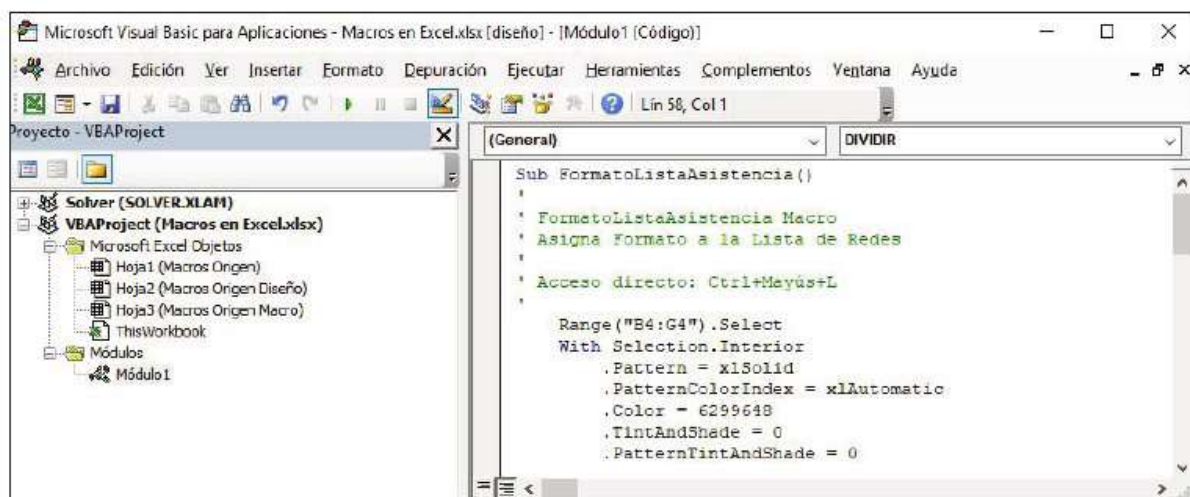 Microsoft Visual Basic para Aplicaciones - Macros en Excel.xlsx [diseño] - [Módulo1 (Código)]
Archivo Edición Ver Insertar Formato Depuración Ejecutar Herramientas Complementos Ventana Ayuda
Lín 58, Col 1
Proyecto - VBAProject
Solver (SOLVER.XLAM)
VBAProject (Macros en Excel.xlsx)
Microsoft Excel Objetos
Hoja1 (Macros Origen)
Hoja2 (Macros Origen Diseño)
Hoja3 (Macros Origen Macro)
ThisWorkbook
Módulos
Módulo1
(General)
DIVIDIR
Sub FormatoListaAsistencia()
'
' FormatoListaAsistencia Macro
' Asigna Formato a la Lista de Redes
'
' Acceso directo: Ctrl+Mayús+L
'
Range("B4:G4").Select
With Selection.Interior
.Pattern = xlSolid
.PatternColorIndex = xlAutomatic
.Color = 6299648
.TintAndShade = 0
.PatternTintAndShade = 0